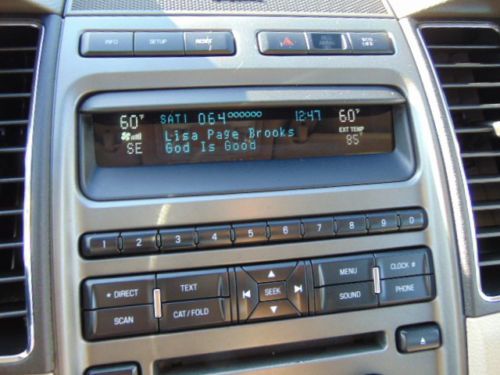 INFO SETUP RESET
60°F SAT1 064 12:47 60°F
Lisa Page Brooks EXT TEMP
SE God Is Good 85°
1 2 3 4 5 6 7 8 9 0
* DIRECT TEXT SEEK MENU CLOCK #
SCAN CAT / FOLD SOUND PHONE